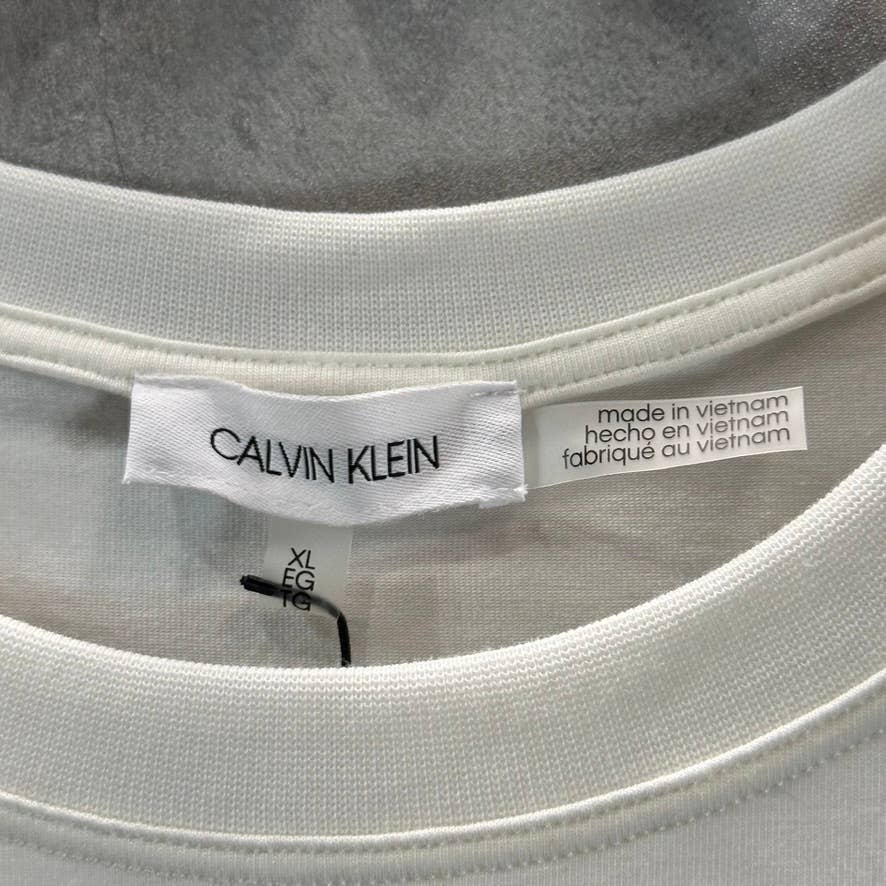 CALVIN KLEIN
made in vietnam
hecho en vietnam
fabriqué au vietnam
XL
EG
TG